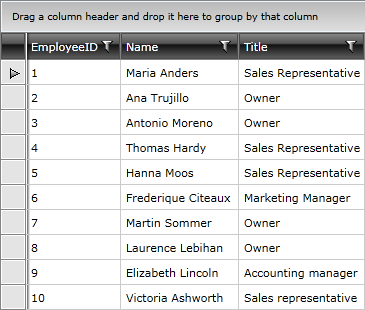 Drag a column header and drop it here to group by that column
EmployeeID Name Title
1 Maria Anders Sales Representative
2 Ana Trujillo Owner
3 Antonio Moreno Owner
4 Thomas Hardy Sales Representative
5 Hanna Moos Sales Representative
6 Frederique Citeaux Marketing Manager
7 Martin Sommer Owner
8 Laurence Lebihan Owner
9 Elizabeth Lincoln Accounting manager
10 Victoria Ashworth Sales representative